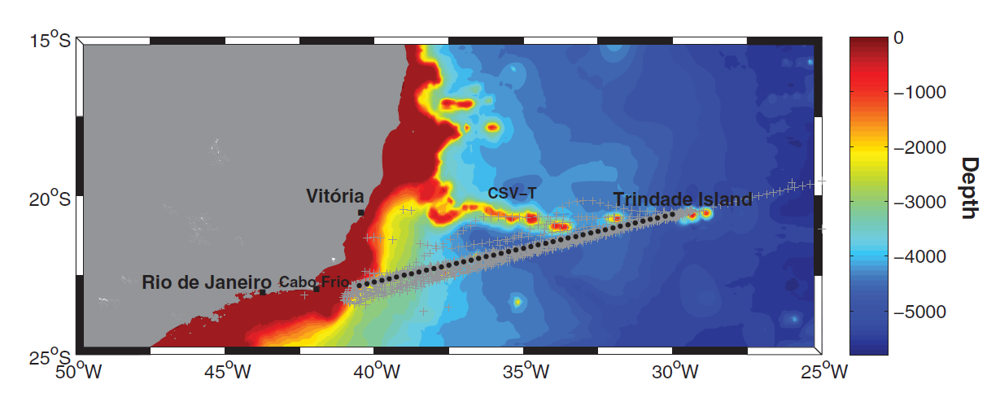 15°S
20°S
25°S
50°W
45°W
40°W
35°W
30°W
25°W
Vitória
CSV–T
Trindade Island
Rio de Janeiro
Cabo Frio
0
−1000
−2000
−3000
−4000
−5000
Depth